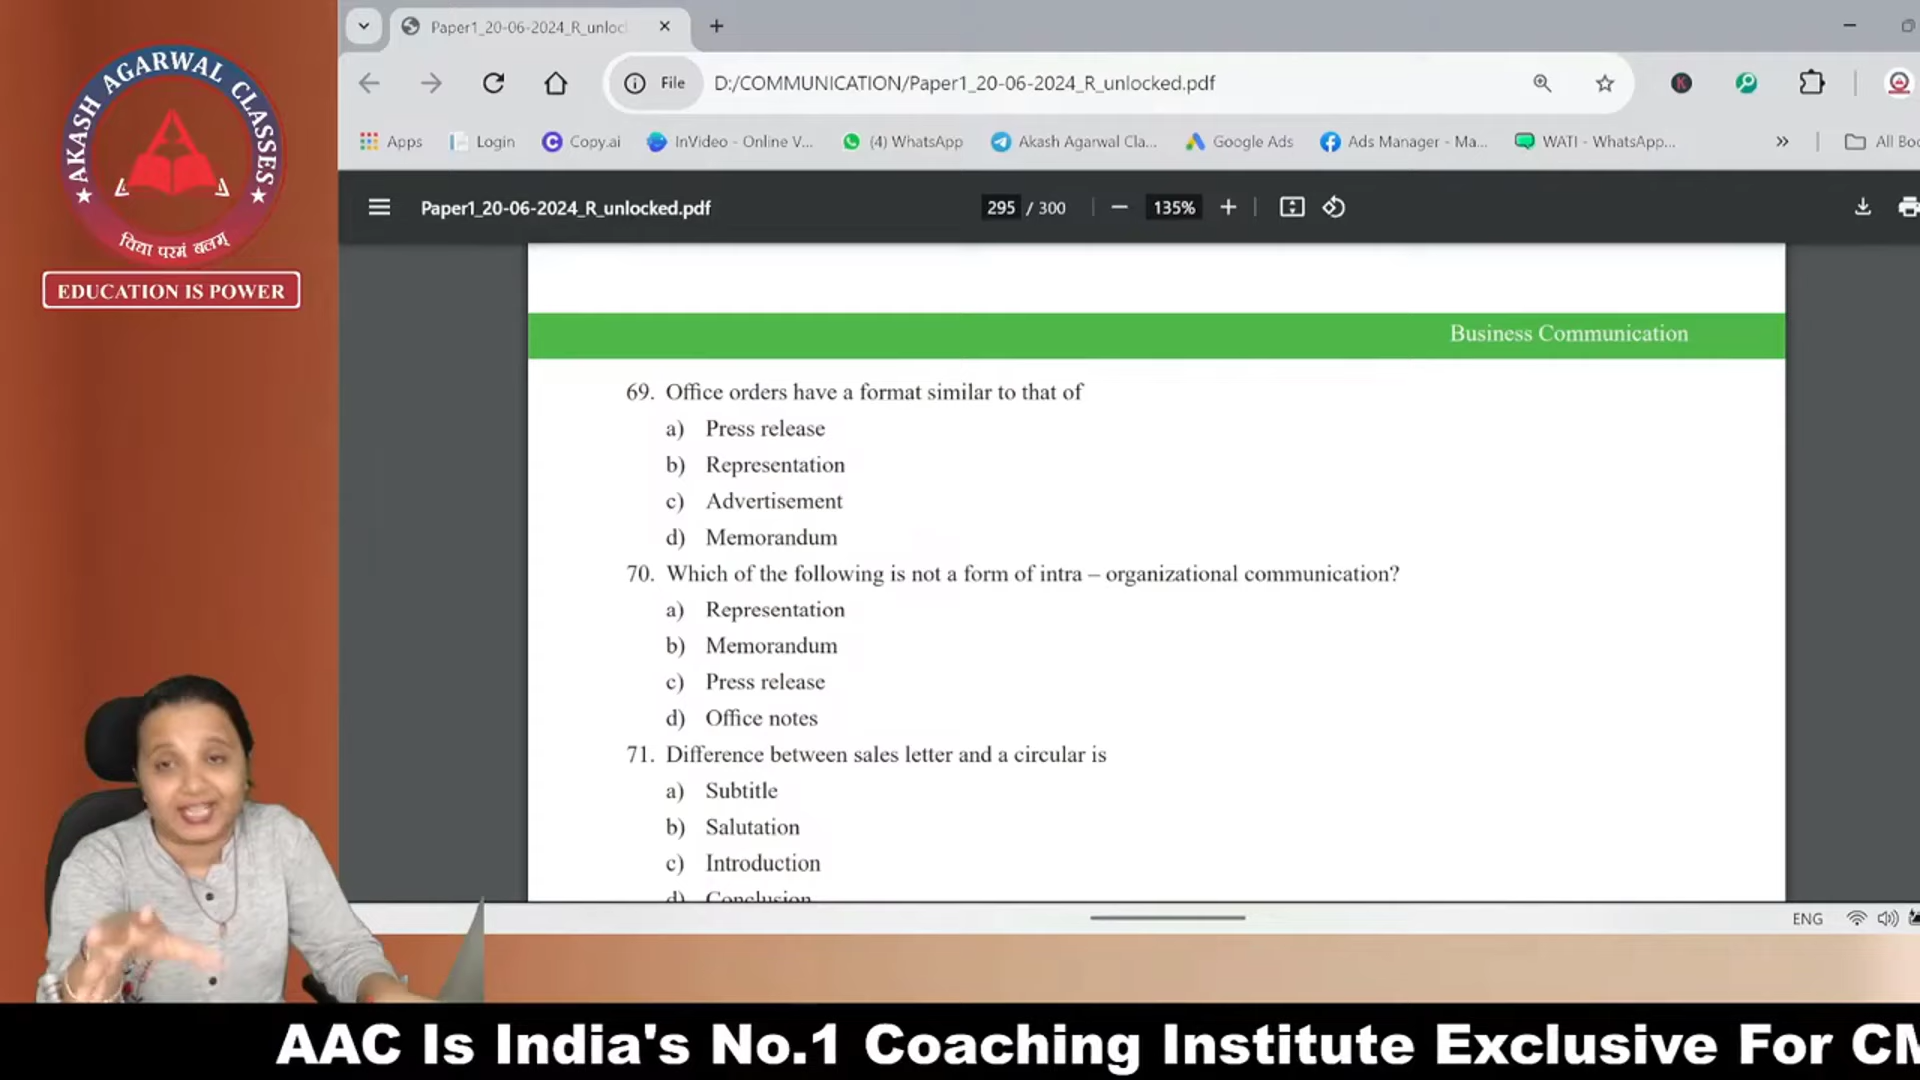 AKASH AGARWAL CLASSES
विद्या परमं बलम्
EDUCATION IS POWER
Paper1_20-06-2024_R_unloc
File
D:/COMMUNICATION/Paper1_20-06-2024_R_unlocked.pdf
Apps
Login
Copy.ai
InVideo - Online V...
(4) WhatsApp
Akash Agarwal Cla...
Google Ads
Ads Manager - Ma...
WATI - WhatsApp...
All Boo
Paper1_20-06-2024_R_unlocked.pdf
295 / 300
135%
Business Communication
69. Office orders have a format similar to that of
a) Press release
b) Representation
c) Advertisement
d) Memorandum
70. Which of the following is not a form of intra – organizational communication?
a) Representation
b) Memorandum
c) Press release
d) Office notes
71. Difference between sales letter and a circular is
a) Subtitle
b) Salutation
c) Introduction
d) Conclusion
ENG
AAC Is India's No.1 Coaching Institute Exclusive For CM